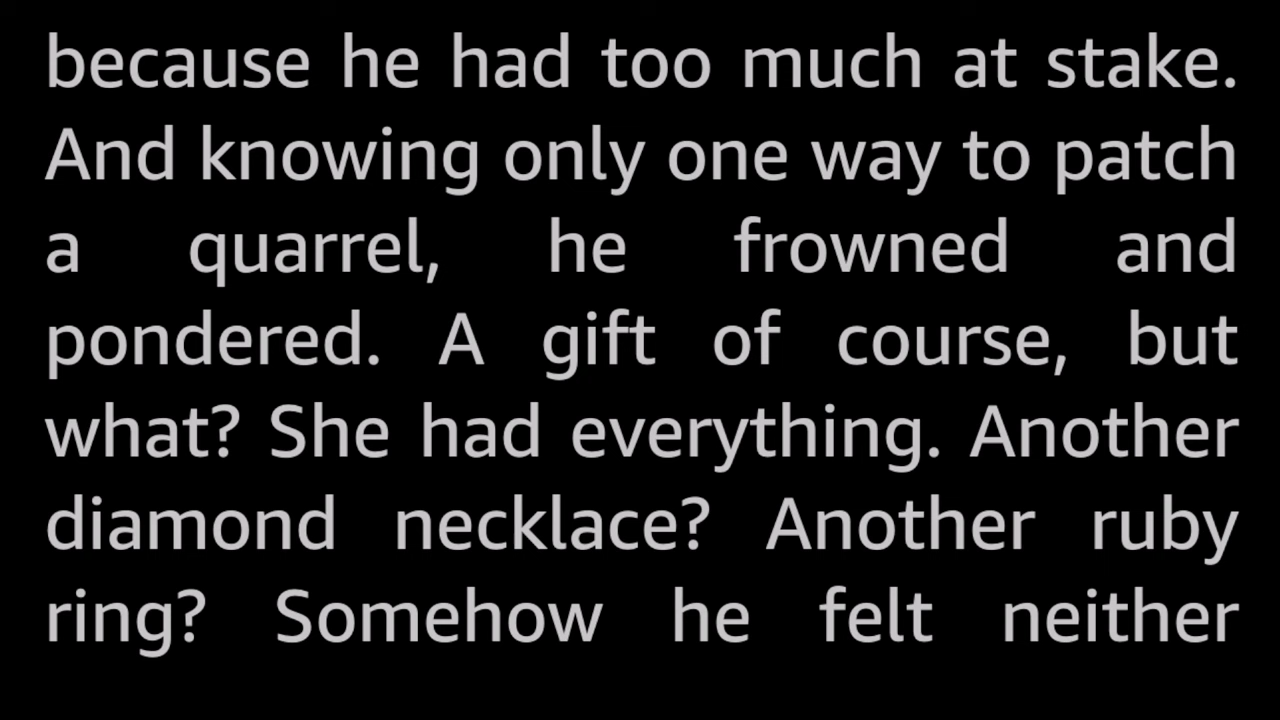 because he had too much at stake.
And knowing only one way to patch
a quarrel, he frowned and
pondered. A gift of course, but
what? She had everything. Another
diamond necklace? Another ruby
ring? Somehow he felt neither